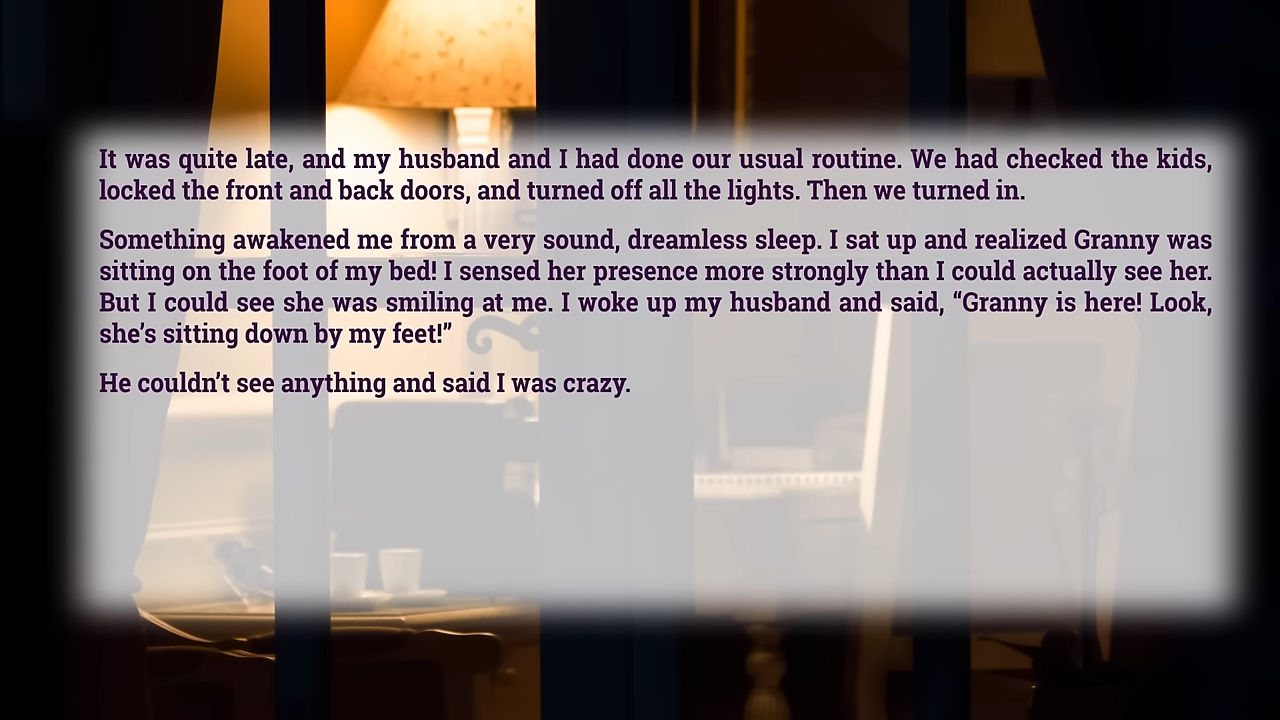 It was quite late, and my husband and I had done our usual routine. We had checked the kids,
locked the front and back doors, and turned off all the lights. Then we turned in.
Something awakened me from a very sound, dreamless sleep. I sat up and realized Granny was
sitting on the foot of my bed! I sensed her presence more strongly than I could actually see her.
But I could see she was smiling at me. I woke up my husband and said, “Granny is here! Look,
she’s sitting down by my feet!”
He couldn’t see anything and said I was crazy.